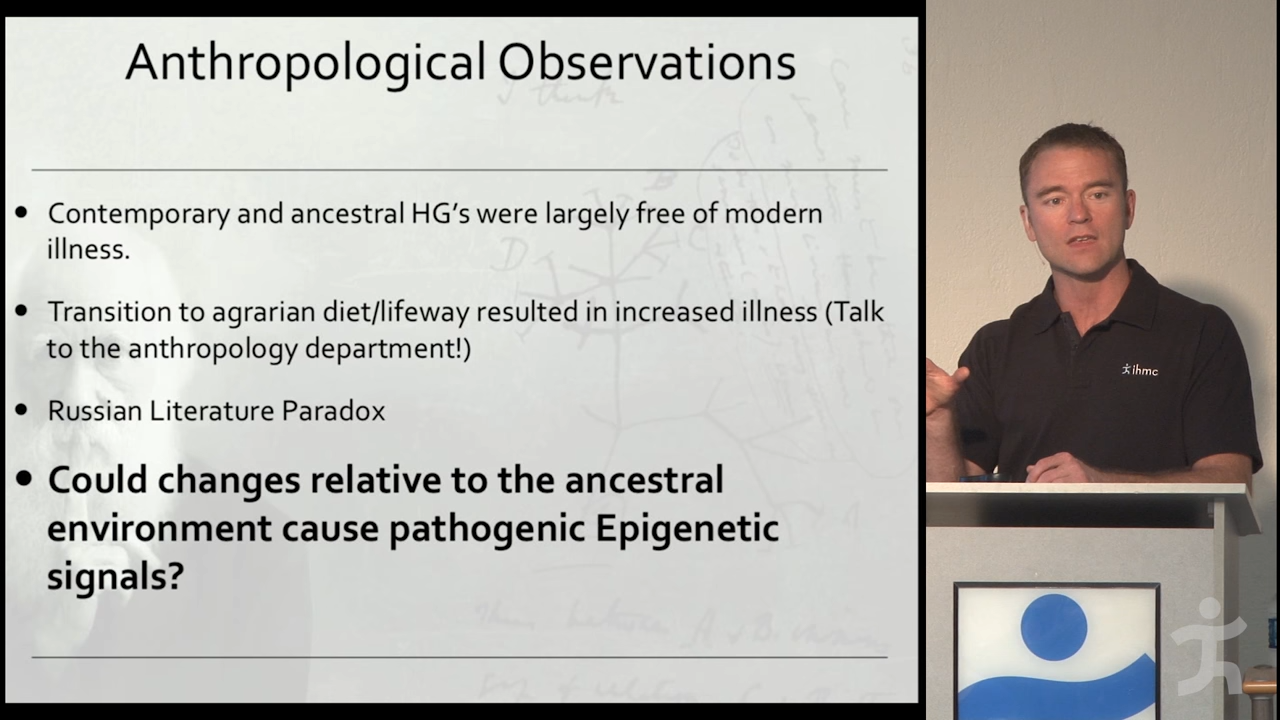 Anthropological Observations
• Contemporary and ancestral HG's were largely free of modern
illness.
• Transition to agrarian diet/lifeway resulted in increased illness (Talk
to the anthropology department!)
• Russian Literature Paradox
• Could changes relative to the ancestral
environment cause pathogenic Epigenetic
signals?
I think
D
ihmc